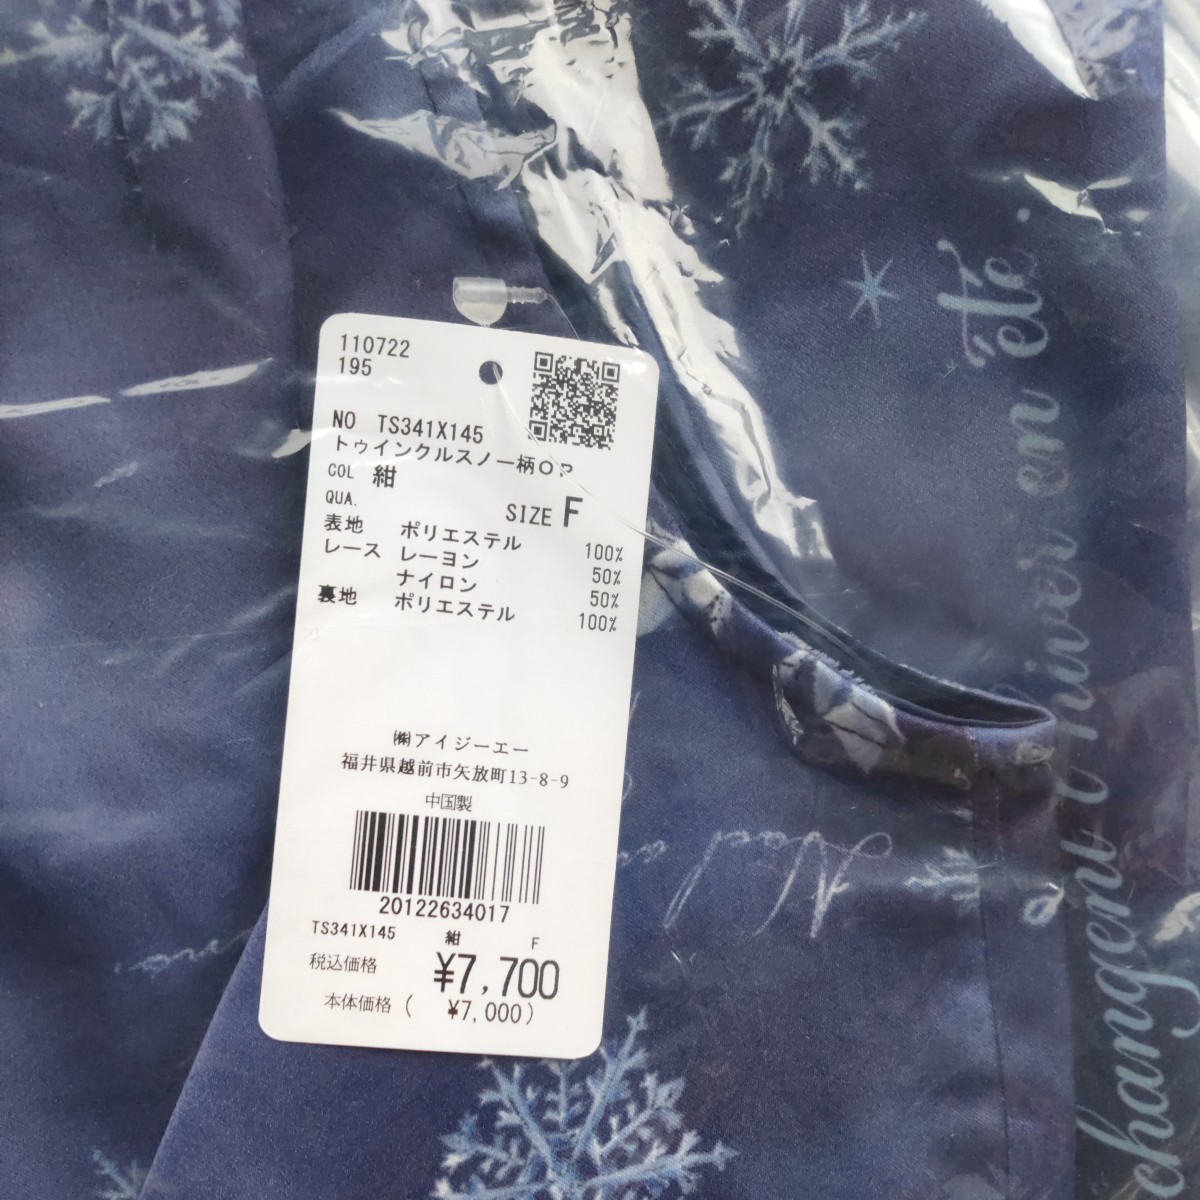 110722
195
NO TS341X145
トゥインクルスノー柄OP
COL 紺
QUA.
SIZE F
表地 ポリエステル 100%
レース レーヨン 50%
ナイロン 50%
裏地 ポリエステル 100%
㈱アイジーエー
福井県越前市矢放町13-8-9
中国製
20122634017
TS341X145 紺 F
税込価格 ¥7,700
本体価格 ( ¥7,000)
changent l'hiver en été.